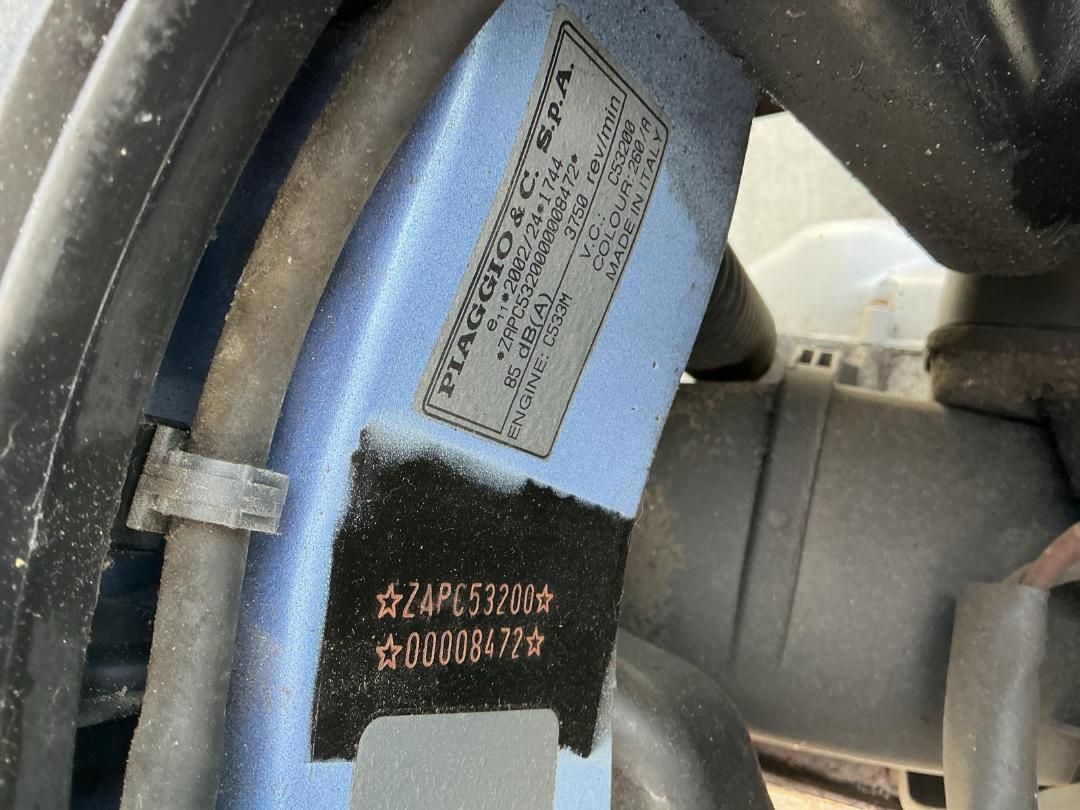 PIAGGIO & C. S.p.A.
e11*2002/24*1744
*ZAPC5320000008472*
85 dB(A) 3750 rev/min
ENGINE: C533M V.C.: C53200
COLOUR: 260/A
MADE IN ITALY
☆ZAPC53200☆
☆00008472☆